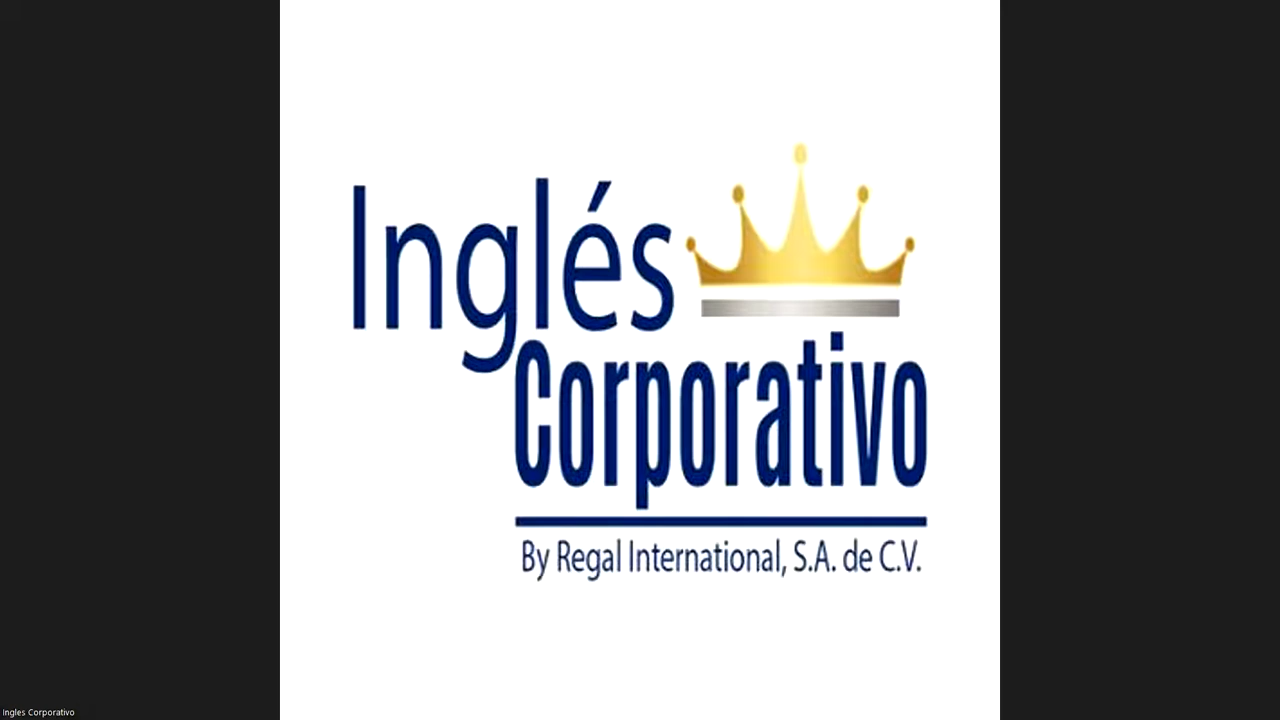 Inglés
Corporativo
By Regal International, S.A. de C.V.
Ingles Corporativo